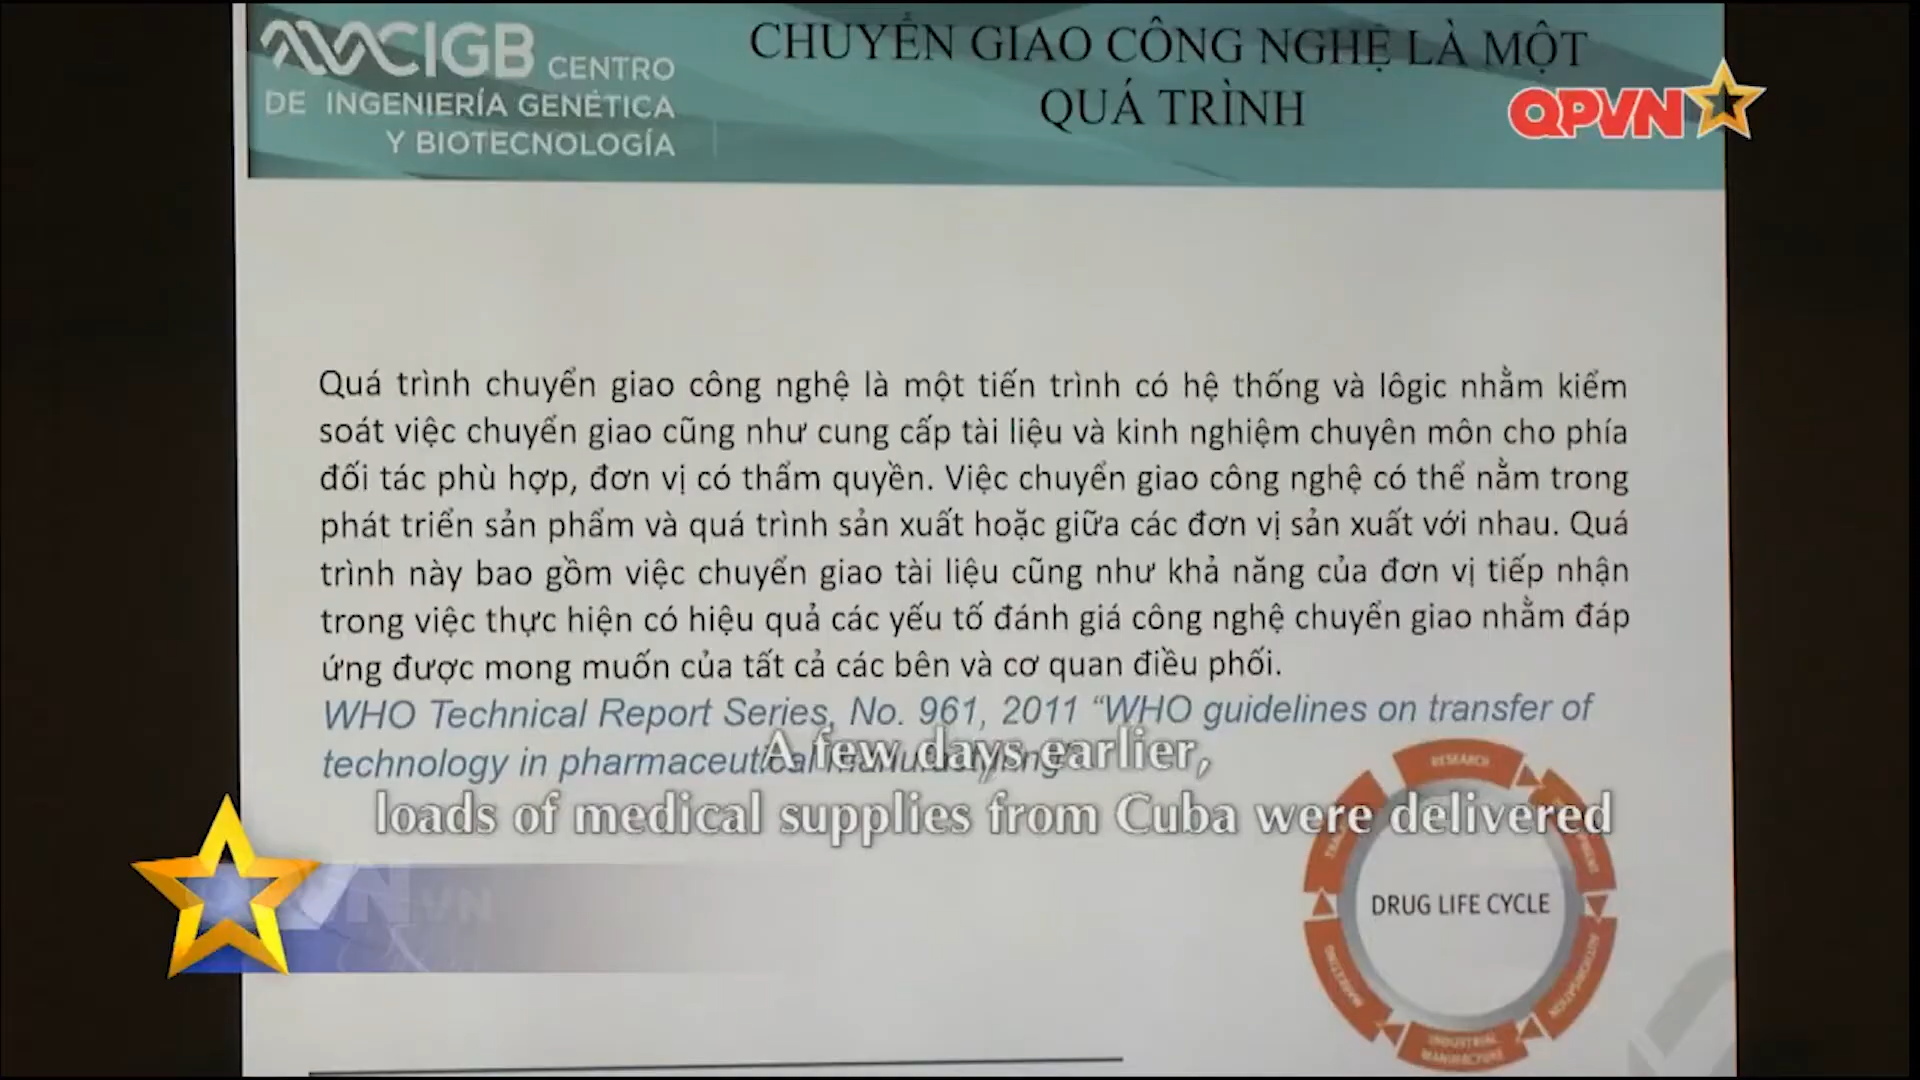 CIGB CENTRO
DE INGENIERÍA GENÉTICA
Y BIOTECNOLOGÍA
CHUYỂN GIAO CÔNG NGHỆ LÀ MỘT
QUÁ TRÌNH
QPVN
Quá trình chuyển giao công nghệ là một tiến trình có hệ thống và lôgic nhằm kiểm
soát việc chuyển giao cũng như cung cấp tài liệu và kinh nghiệm chuyên môn cho phía
đối tác phù hợp, đơn vị có thẩm quyền. Việc chuyển giao công nghệ có thể nằm trong
phát triển sản phẩm và quá trình sản xuất hoặc giữa các đơn vị sản xuất với nhau. Quá
trình này bao gồm việc chuyển giao tài liệu cũng như khả năng của đơn vị tiếp nhận
trong việc thực hiện có hiệu quả các yếu tố đánh giá công nghệ chuyển giao nhằm đáp
ứng được mong muốn của tất cả các bên và cơ quan điều phối.
WHO Technical Report Series, No. 961, 2011 “WHO guidelines on transfer of
technology in pharmaceutical manufacturing”
A few days earlier,
loads of medical supplies from Cuba were delivered
RESEARCH
DRUG LIFE CYCLE
AUTHORISATION
INDUSTRIAL
MANUFACTURE
MARKETING